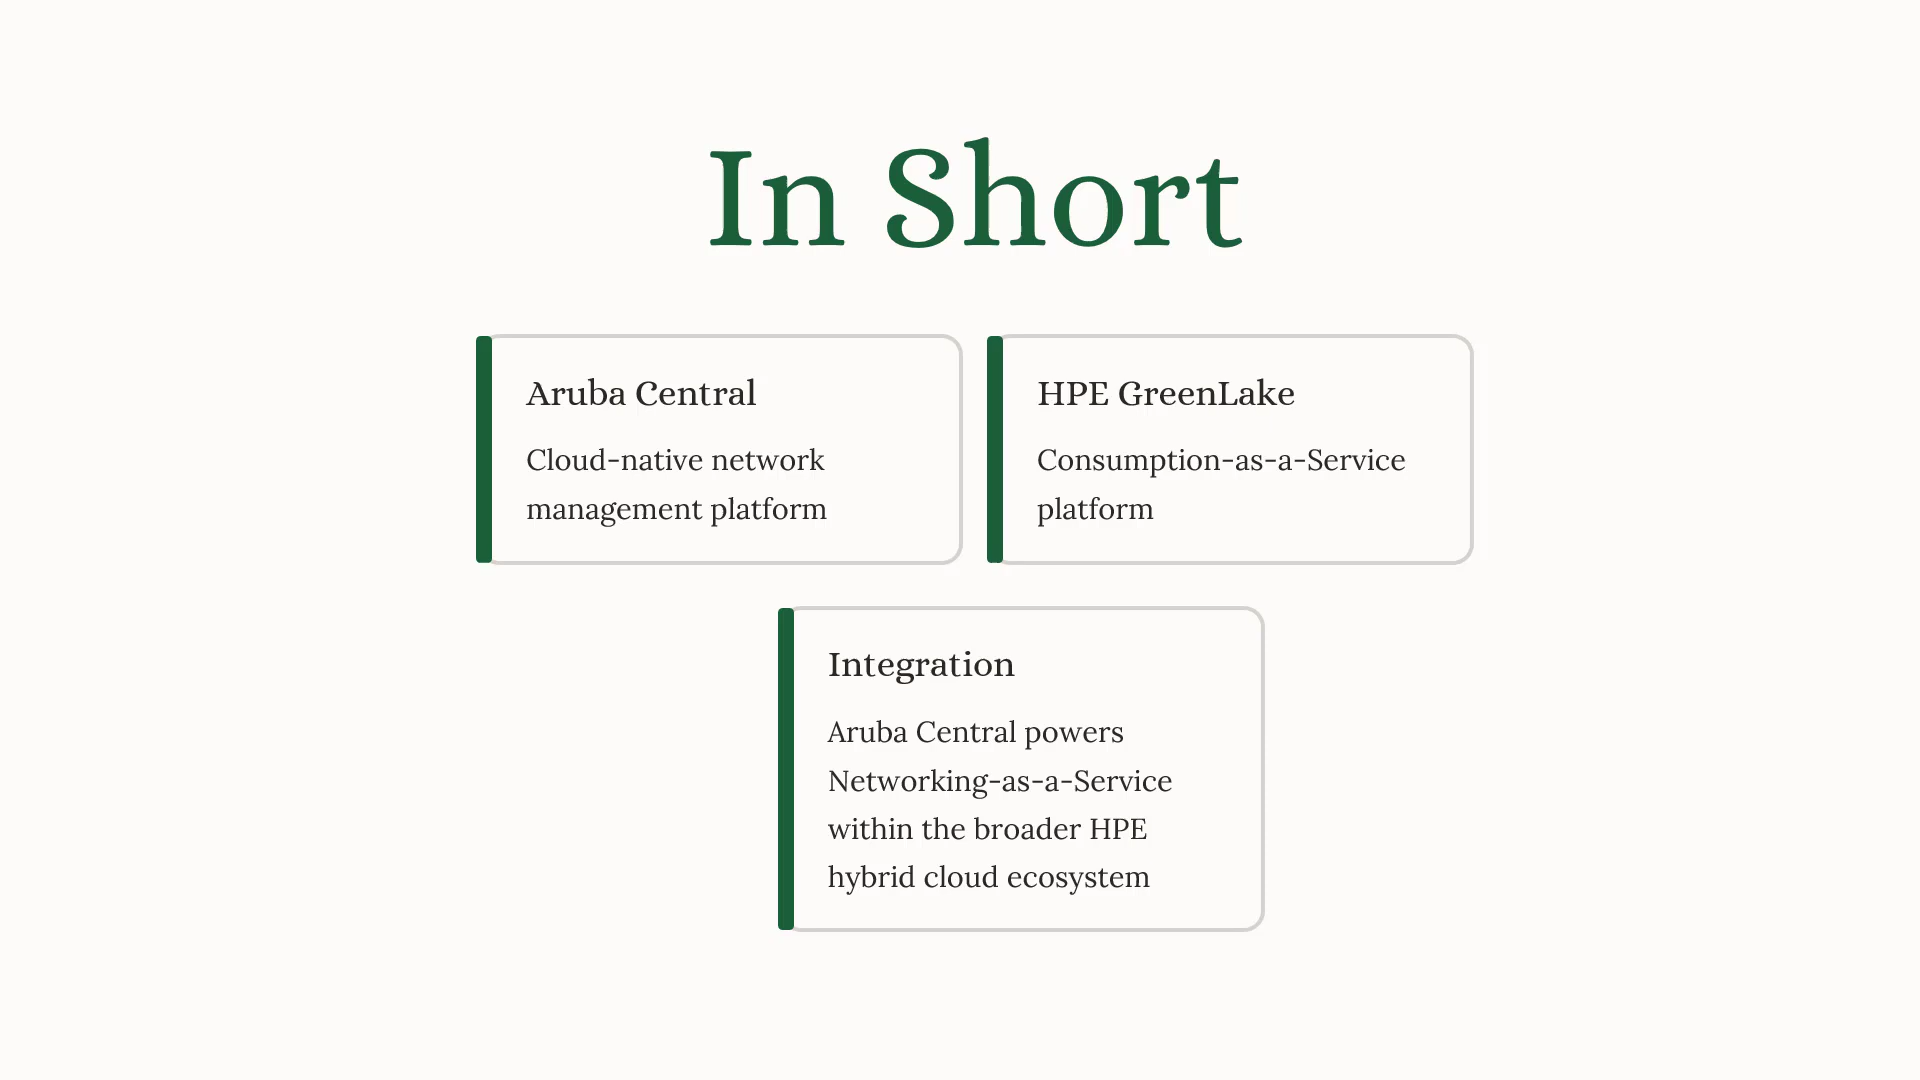 In Short
Aruba Central
Cloud-native network
management platform
HPE GreenLake
Consumption-as-a-Service
platform
Integration
Aruba Central powers
Networking-as-a-Service
within the broader HPE
hybrid cloud ecosystem